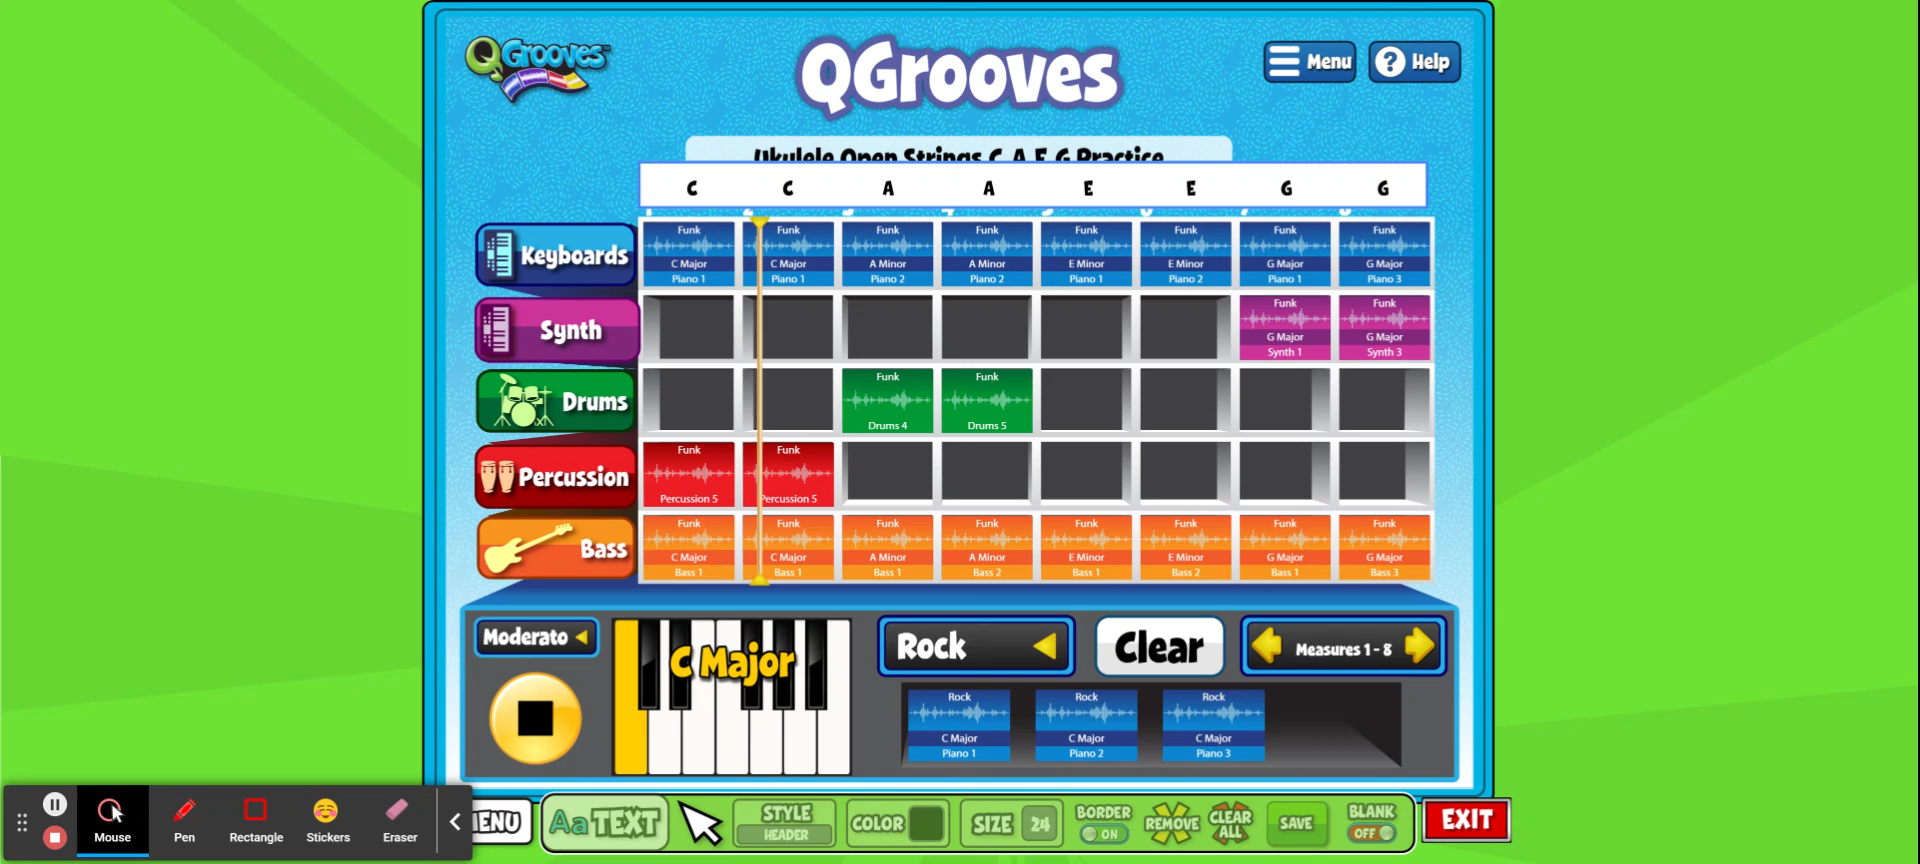 QGrooves™
QGrooves
Menu
Help
Ukulele Open Strings C, A, E, G Practice
C C A A E E G G
Keyboards
Funk Funk Funk Funk Funk Funk Funk Funk
C Major C Major A Minor A Minor E Minor E Minor G Major G Major
Piano 1 Piano 1 Piano 2 Piano 2 Piano 1 Piano 2 Piano 1 Piano 3
Synth
Funk Funk
G Major G Major
Synth 1 Synth 3
Drums
Funk Funk
Drums 4 Drums 5
Percussion
Funk Funk
Percussion 5 Percussion 5
Bass
Funk Funk Funk Funk Funk Funk Funk Funk
C Major C Major A Minor A Minor E Minor E Minor G Major G Major
Bass 1 Bass 1 Bass 1 Bass 2 Bass 1 Bass 2 Bass 1 Bass 3
Moderato
C Major
Rock
Clear
Measures 1 - 8
Rock Rock Rock
C Major C Major C Major
Piano 1 Piano 2 Piano 3
Mouse
Pen
Rectangle
Stickers
Eraser
MENU
Aa TEXT
STYLE
HEADER
COLOR
SIZE 24
BORDER
ON
REMOVE
CLEAR
ALL
SAVE
BLANK
OFF
EXIT